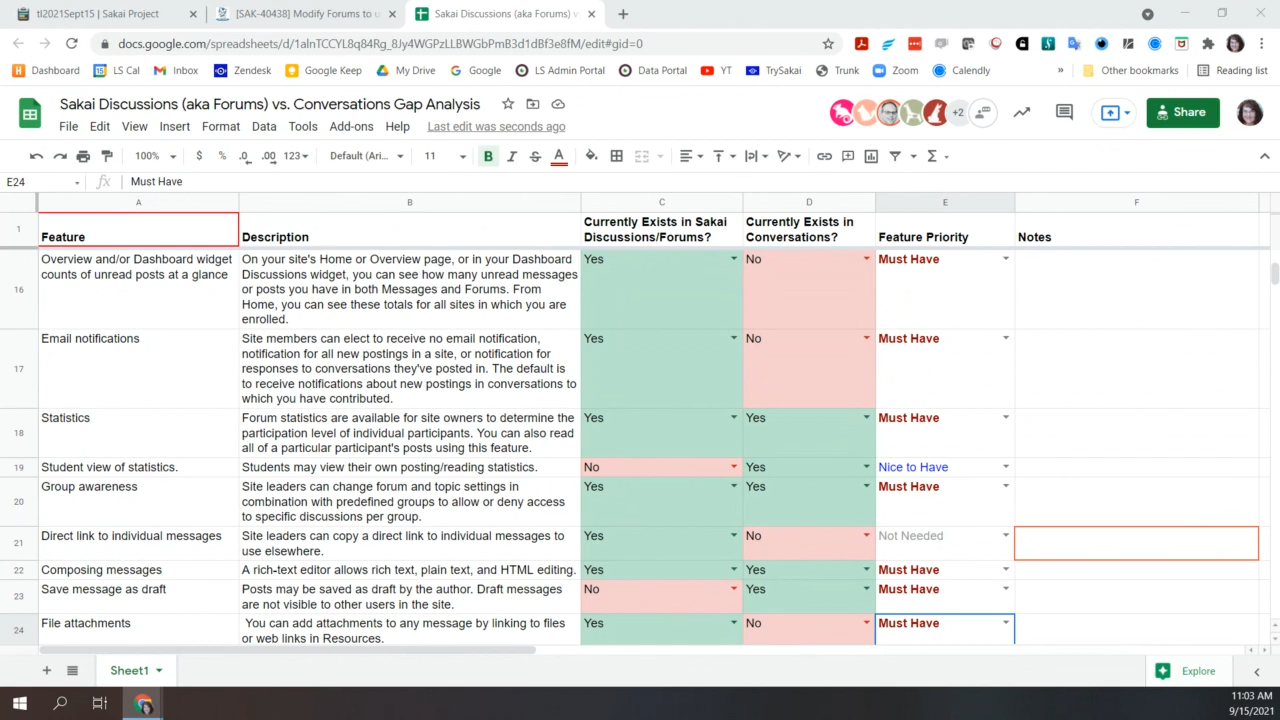 tl2021Sept15 | Sakai Project
[SAK-40438] Modify Forums to u
Sakai Discussions (aka Forums) v
docs.google.com/spreadsheets/d/1alnTCCYL8q84Rg_8Jy4WGPzLLBWGbPmB3d1dBf3e8fM/edit#gid=0
Dashboard
LS Cal
Inbox
Zendesk
Google Keep
My Drive
Google
LS Admin Portal
Data Portal
YT
TrySakai
Trunk
Zoom
Calendly
»
Other bookmarks
Reading list
Sakai Discussions (aka Forums) vs. Conversations Gap Analysis
+2
Share
File Edit View Insert Format Data Tools Add-ons Help Last edit was seconds ago
100% $ % .0 .00 123 Default (Ari... 11 B I S A
E24 fx Must Have
A B C D E F
1
Feature
Description
Currently Exists in Sakai
Discussions/Forums?
Currently Exists in
Conversations?
Feature Priority
Notes
16
Overview and/or Dashboard widget
counts of unread posts at a glance
On your site's Home or Overview page, or in your Dashboard
Discussions widget, you can see how many unread messages
or posts you have in both Messages and Forums. From
Home, you can see these totals for all sites in which you are
enrolled.
Yes
No
Must Have
17
Email notifications
Site members can elect to receive no email notification,
notification for all new postings in a site, or notification for
responses to conversations they've posted in. The default is
to receive notifications about new postings in conversations to
which you have contributed.
Yes
No
Must Have
18
Statistics
Forum statistics are available for site owners to determine the
participation level of individual participants. You can also read
all of a particular participant's posts using this feature.
Yes
Yes
Must Have
19
Student view of statistics.
Students may view their own posting/reading statistics.
No
Yes
Nice to Have
20
Group awareness
Site leaders can change forum and topic settings in
combination with predefined groups to allow or deny access
to specific discussions per group.
Yes
Yes
Must Have
21
Direct link to individual messages
Site leaders can copy a direct link to individual messages to
use elsewhere.
Yes
No
Not Needed
22
Composing messages
A rich-text editor allows rich text, plain text, and HTML editing.
Yes
Yes
Must Have
23
Save message as draft
Posts may be saved as draft by the author. Draft messages
are not visible to other users in the site.
No
Yes
Must Have
24
File attachments
You can add attachments to any message by linking to files
or web links in Resources.
Yes
No
Must Have
Sheet1
Explore
11:03 AM
9/15/2021